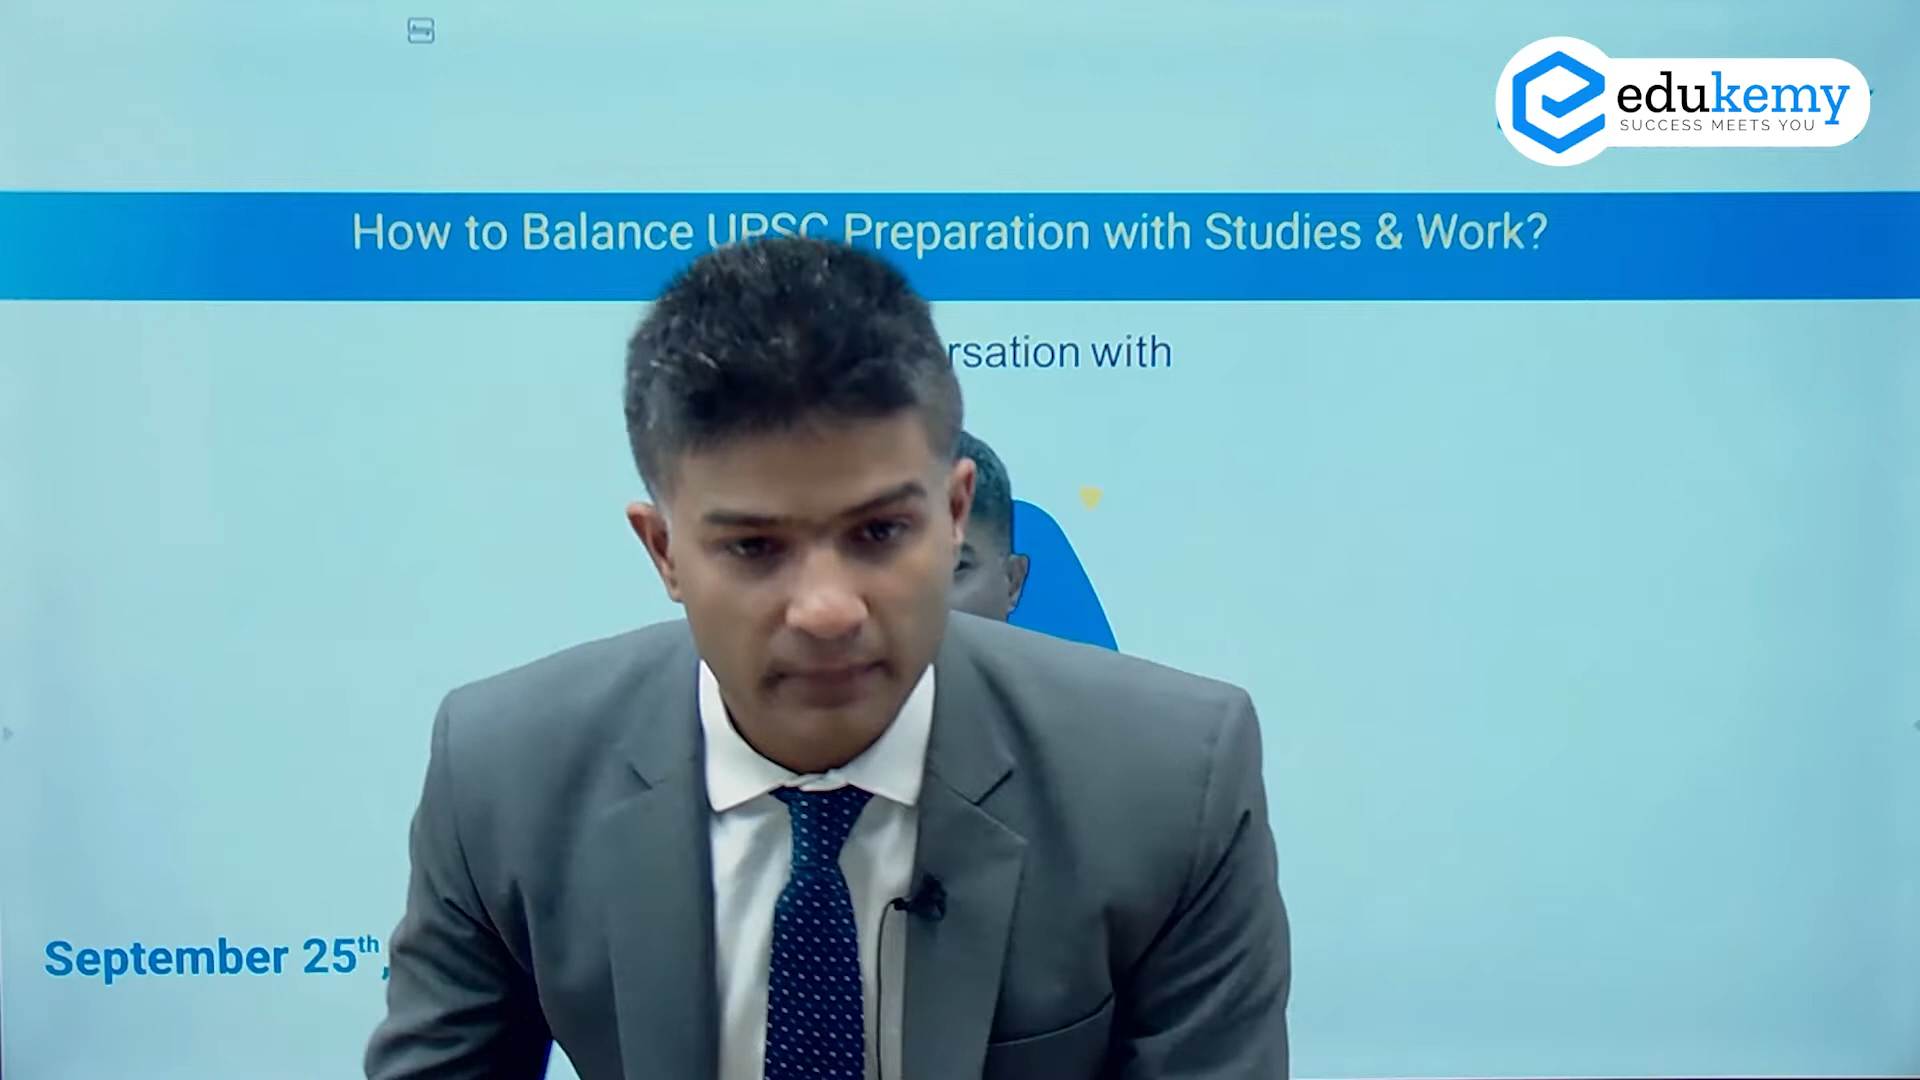 edukemy
SUCCESS MEETS YOU
How to Balance UPSC Preparation with Studies & Work?
rsation with
September 25th,